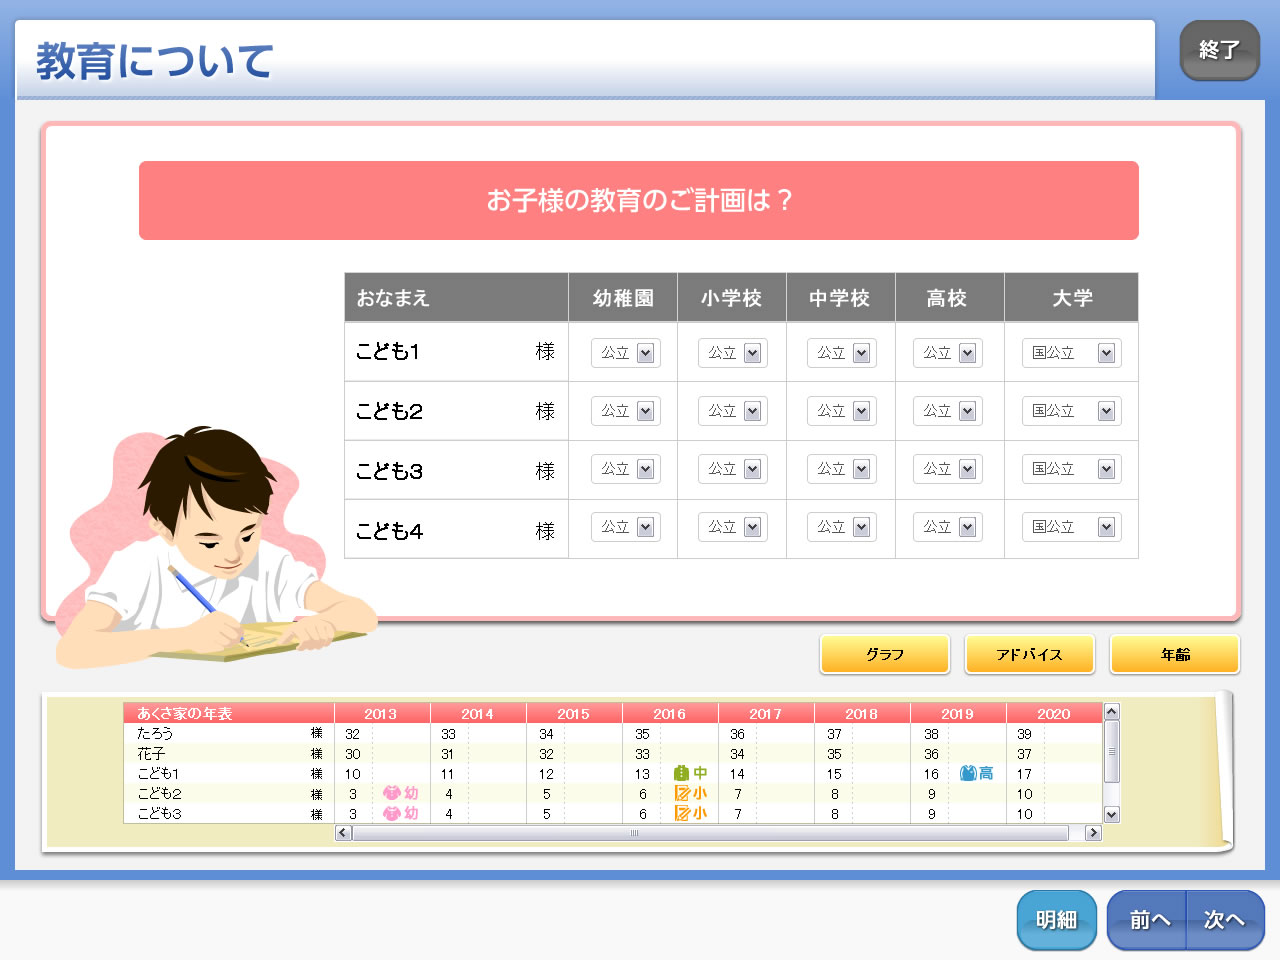 教育について
終了
お子様の教育のご計画は？
おなまえ 幼稚園 小学校 中学校 高校 大学
こども1 様 公立 公立 公立 公立 国公立
こども2 様 公立 公立 公立 公立 国公立
こども3 様 公立 公立 公立 公立 国公立
こども4 様 公立 公立 公立 公立 国公立
グラフ アドバイス 年齢
あくさ家の年表 2013 2014 2015 2016 2017 2018 2019 2020
たろう 様 32 33 34 35 36 37 38 39
花子 様 30 31 32 33 34 35 36 37
こども1 様 10 11 12 13 中 14 15 16 高 17
こども2 様 3 幼 4 5 6 小 7 8 9 10
こども3 様 3 幼 4 5 6 小 7 8 9 10
明細 前へ 次へ